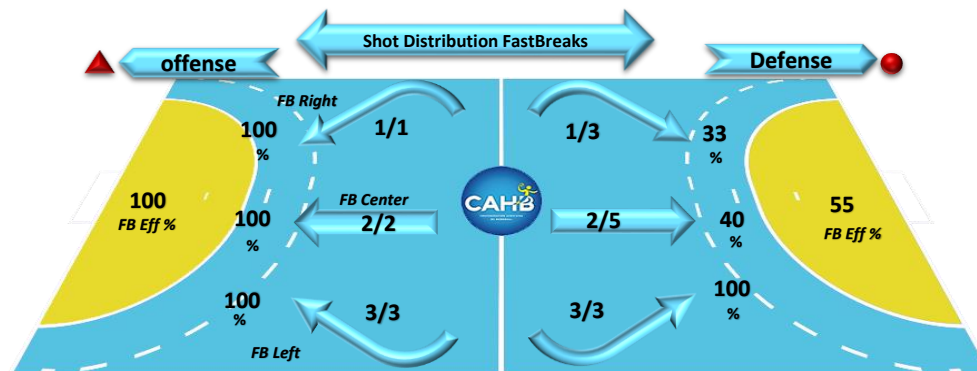 Shot Distribution FastBreaks
offense
Defense
FB Right
100
%
1/1
1/3
33
%
100
FB Eff %
100
%
FB Center
2/2
CAHB
2/5
40
%
55
FB Eff %
100
%
3/3
3/3
100
%
FB Left